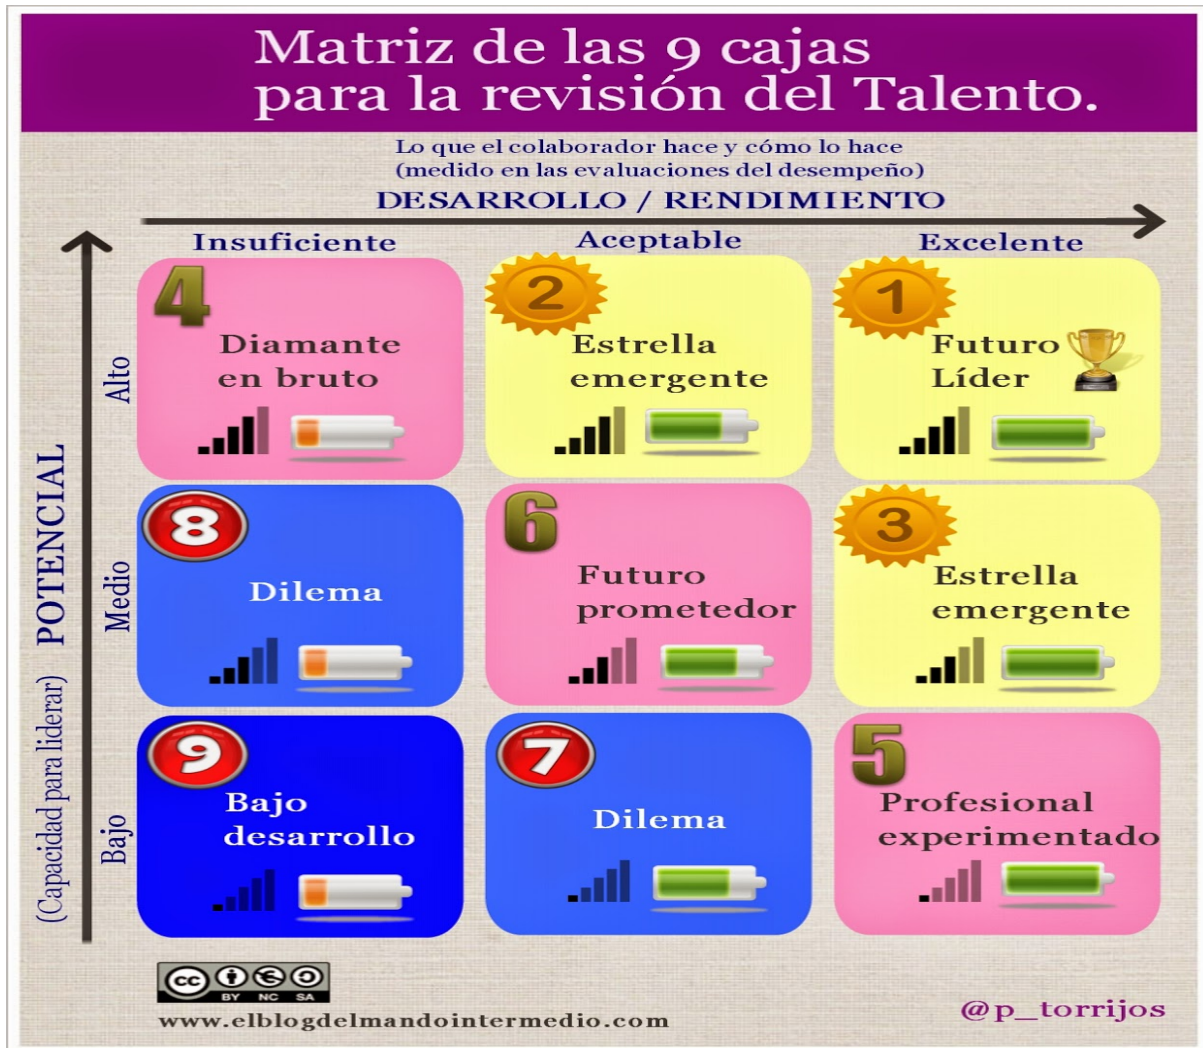 Matriz de las 9 cajas
para la revisión del Talento.
Lo que el colaborador hace y cómo lo hace
(medido en las evaluaciones del desempeño)
DESARROLLO / RENDIMIENTO
Insuficiente
Aceptable
Excelente
POTENCIAL
(Capacidad para liderar)
Alto
4
Diamante
en bruto
2
Estrella
emergente
1
Futuro
Líder
Medio
8
Dilema
6
Futuro
prometedor
3
Estrella
emergente
Bajo
9
Bajo
desarrollo
7
Dilema
5
Profesional
experimentado
cc
BY NC SA
www.elblogdelmandointermedio.com
@p_torrijos